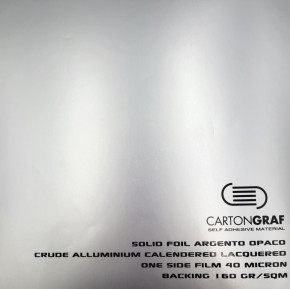 CARTONGRAF
SELF ADHESIVE MATERIAL
SOLID FOIL ARGENTO OPACO
CRUDE ALLUMINIUM CALENDERED LACQUERED
ONE SIDE FILM 40 MICRON
BACKING 160 GR/SQM